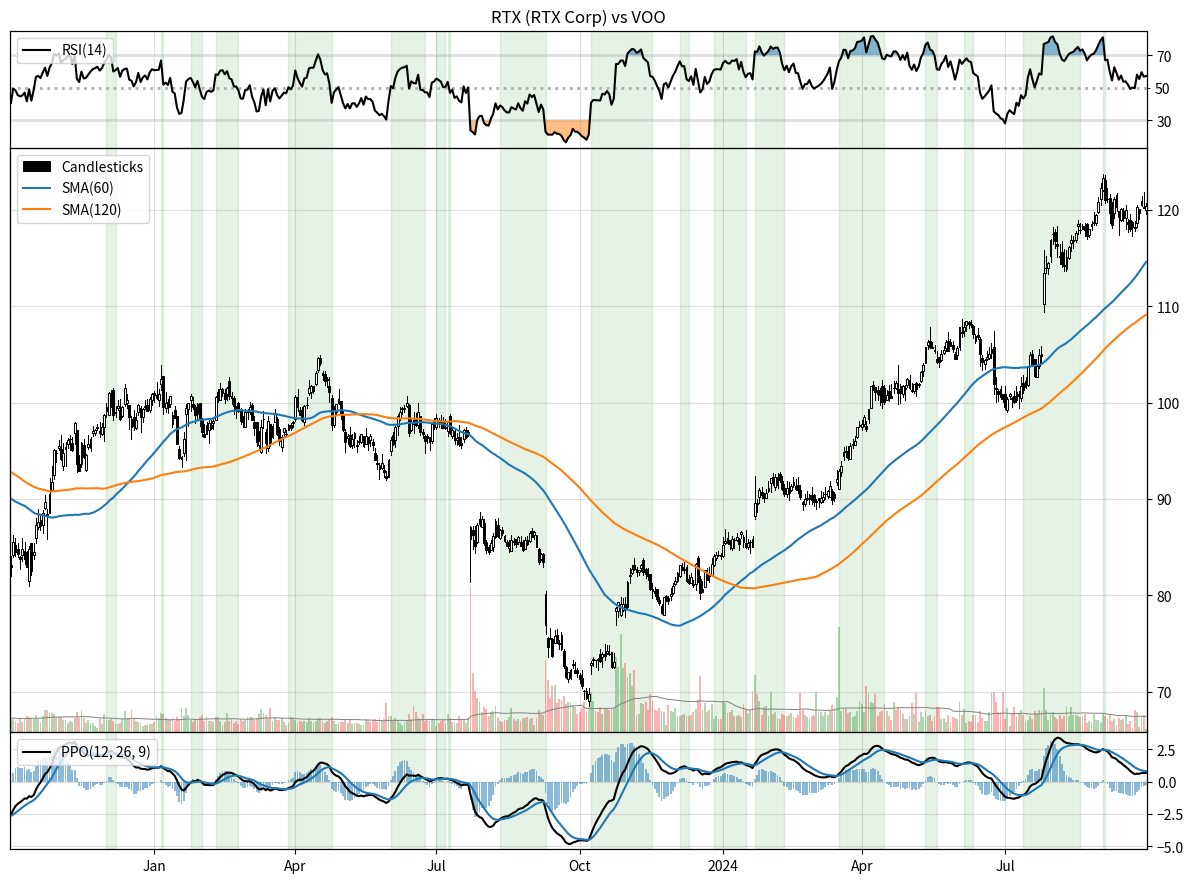 RTX (RTX Corp) vs VOO
RSI(14)
70
50
30
Candlesticks
SMA(60)
SMA(120)
120
110
100
90
80
70
PPO(12, 26, 9)
2.5
0.0
−2.5
−5.0
Jan Apr Jul Oct 2024 Apr Jul